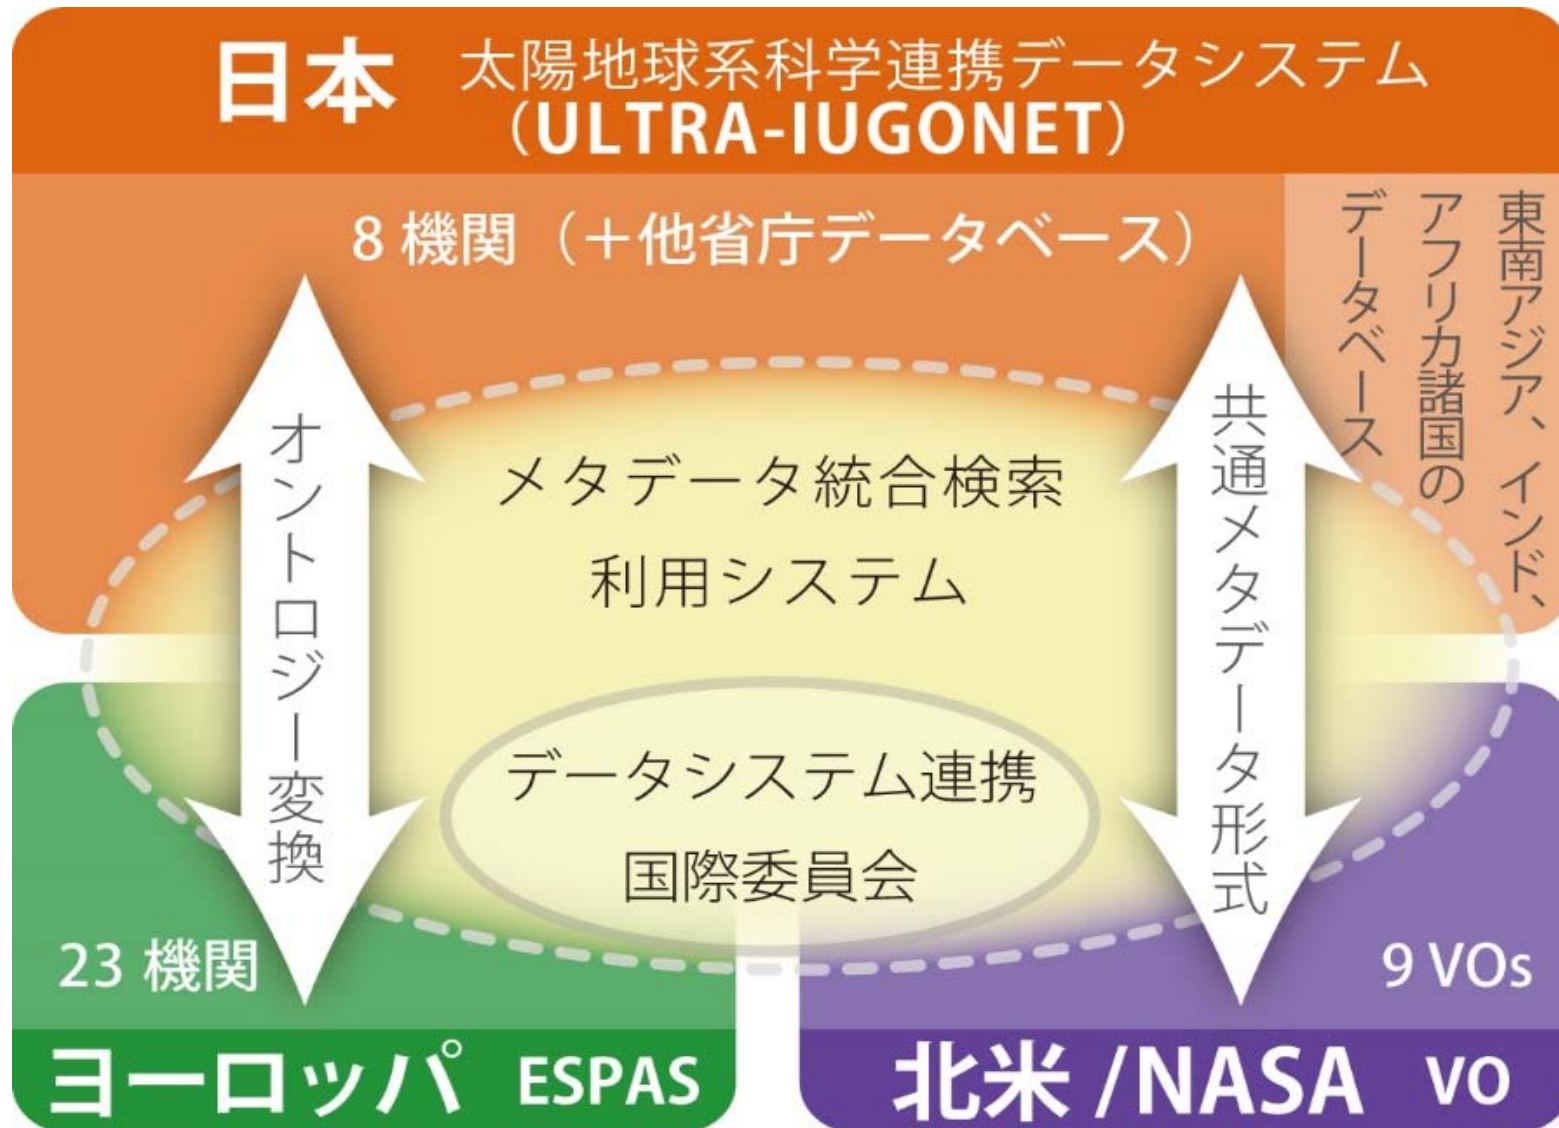 日本
太陽地球系科学連携データシステム
（ULTRA-IUGONET）
8 機関（＋他省庁データベース）
東南アジア、インド、
アフリカ諸国の
データベース
オントロジー変換
共通メタデータ形式
メタデータ統合検索
利用システム
データシステム連携
国際委員会
23 機関
9 VOs
ヨーロッパ ESPAS
北米 /NASA VO